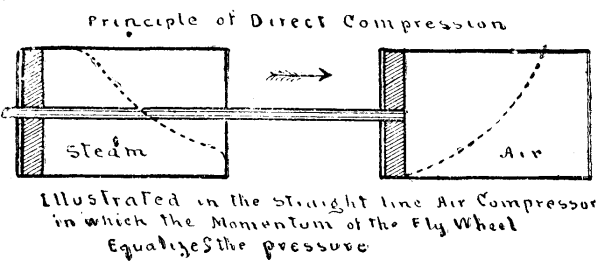 Principle of Direct Compression
Steam
Air
Illustrated in the straight line Air Compressor
in which the Momentum of the Fly Wheel
Equalizes the pressure